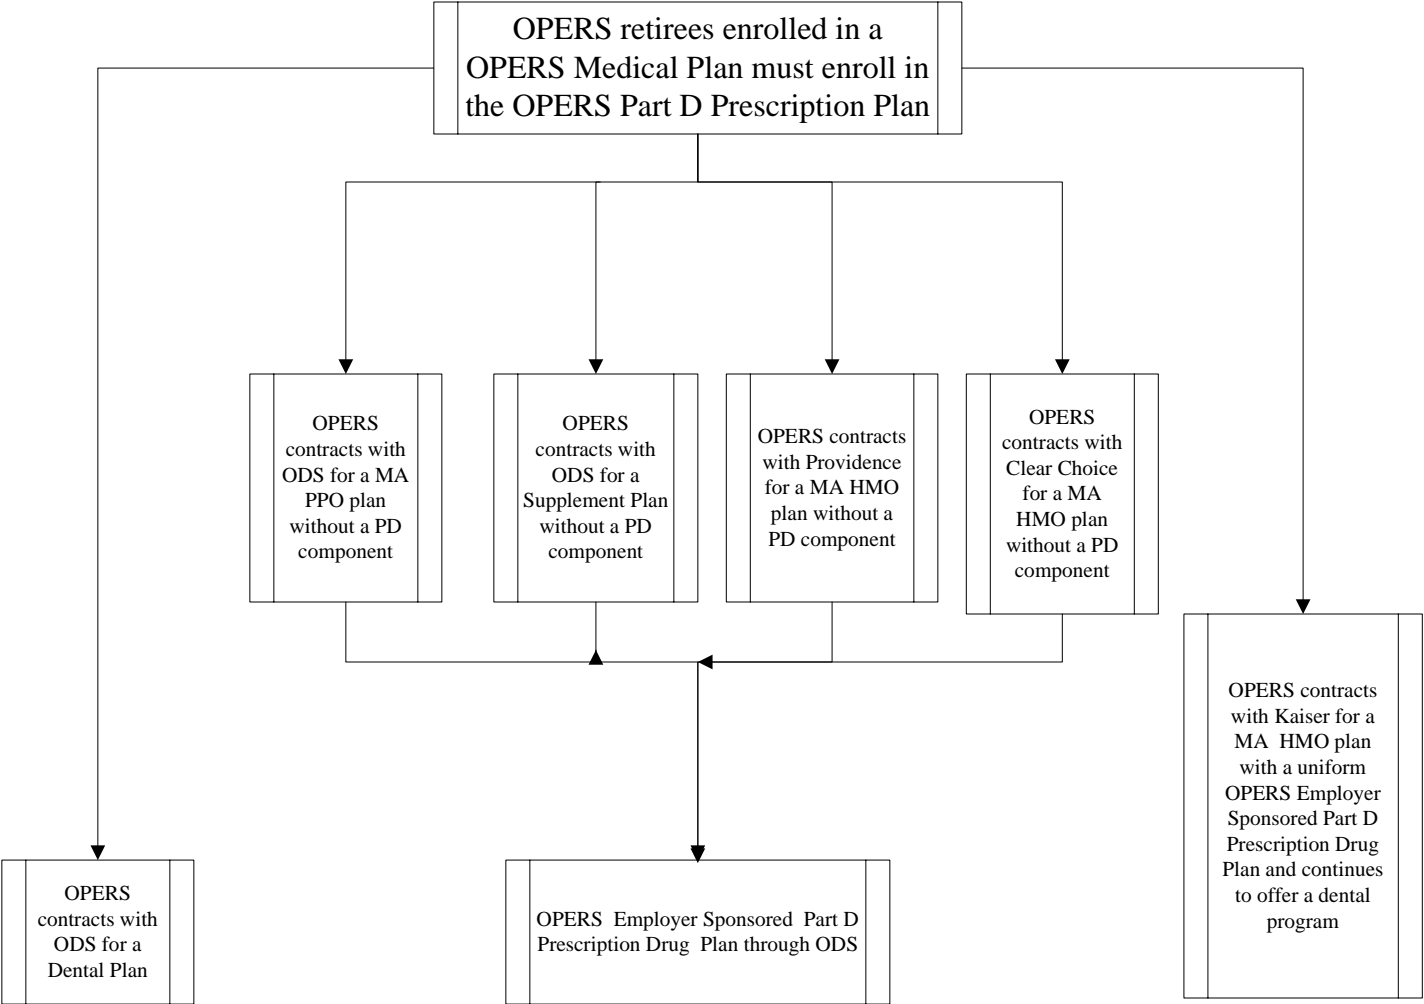 OPERS retirees enrolled in a
OPERS Medical Plan must enroll in
the OPERS Part D Prescription Plan
OPERS
contracts with
ODS for a MA
PPO plan
without a PD
component
OPERS
contracts with
ODS for a
Supplement Plan
without a PD
component
OPERS contracts
with Providence
for a MA HMO
plan without a
PD component
OPERS
contracts with
Clear Choice
for a MA
HMO plan
without a PD
component
OPERS contracts
with Kaiser for a
MA  HMO plan
with a uniform
OPERS Employer
Sponsored Part D
Prescription Drug
Plan and continues
to offer a dental
program
OPERS
contracts with
ODS for a
Dental Plan
OPERS  Employer Sponsored  Part D
Prescription Drug  Plan through ODS